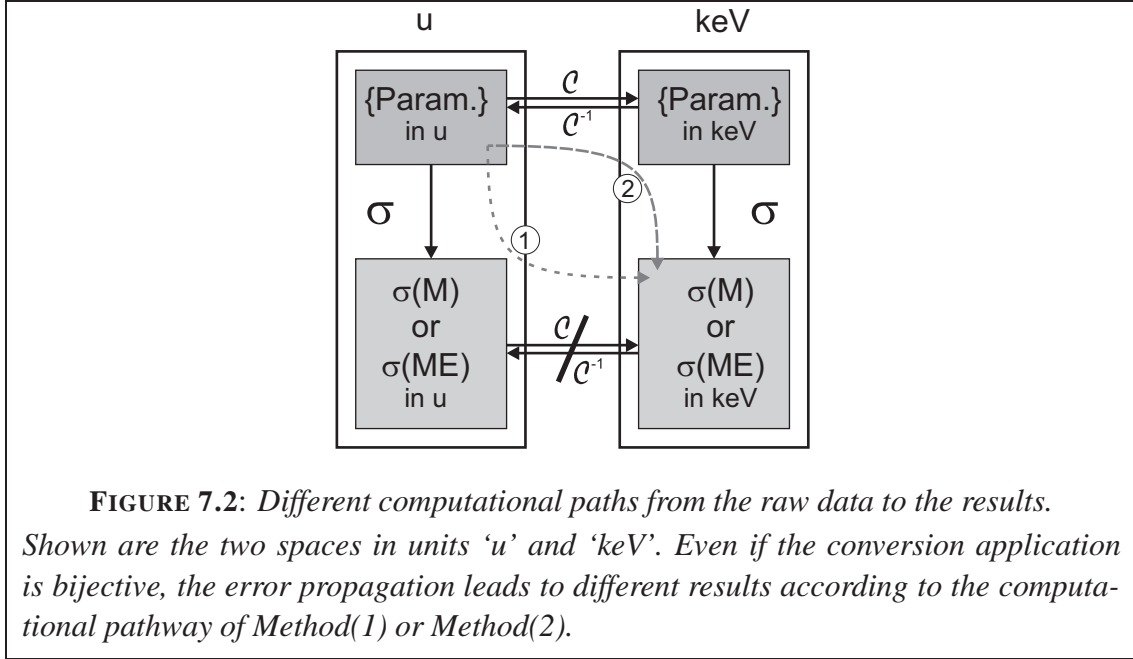 u keV
{Param.} in u
C
C-1
{Param.} in keV
2
σ σ
1
σ(M)
or
σ(ME)
in u
C
C-1
σ(M)
or
σ(ME)
in keV
FIGURE 7.2: Different computational paths from the raw data to the results.
Shown are the two spaces in units ‘u’ and ‘keV’. Even if the conversion application
is bijective, the error propagation leads to different results according to the computa-
tional pathway of Method(1) or Method(2).